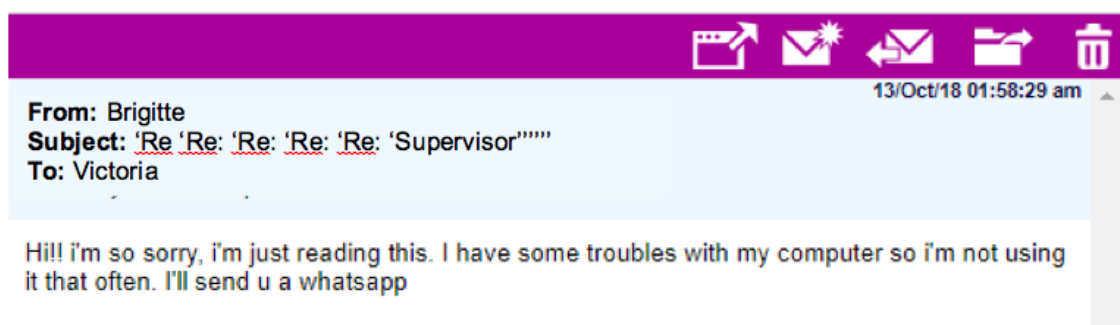 13/Oct/18 01:58:29 am
From: Brigitte
Subject: ‘Re ‘Re: ‘Re: ‘Re: ‘Re: ‘Supervisor’’’’’’
To: Victoria
Hi!! i'm so sorry, i'm just reading this. I have some troubles with my computer so i'm not using
it that often. I'll send u a whatsapp